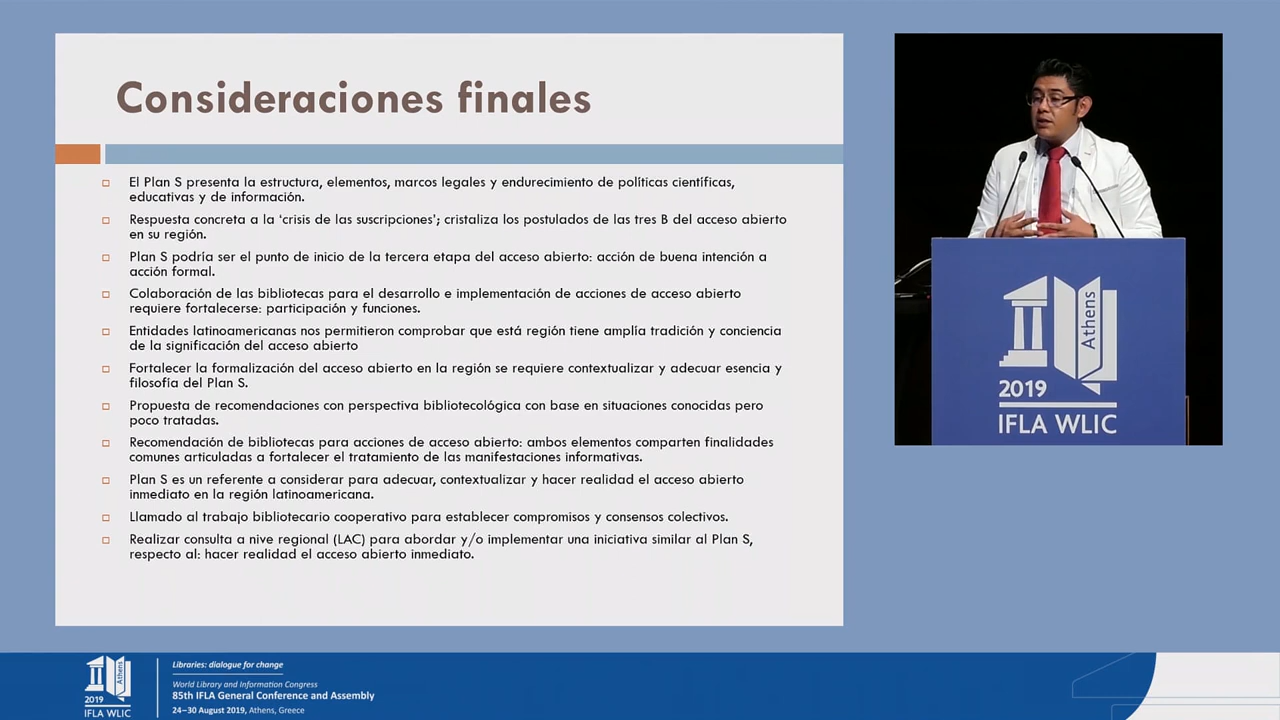 Consideraciones finales
El Plan S presenta la estructura, elementos, marcos legales y endurecimiento de políticas científicas,
educativas y de información.
Respuesta concreta a la 'crisis de las suscripciones'; cristaliza los postulados de las tres B del acceso abierto
en su región.
Plan S podría ser el punto de inicio de la tercera etapa del acceso abierto: acción de buena intención a
acción formal.
Colaboración de las bibliotecas para el desarrollo e implementación de acciones de acceso abierto
requiere fortalecerse: participación y funciones.
Entidades latinoamericanas nos permitieron comprobar que está región tiene amplía tradición y conciencia
de la significación del acceso abierto
Fortalecer la formalización del acceso abierto en la región se requiere contextualizar y adecuar esencia y
filosofía del Plan S.
Propuesta de recomendaciones con perspectiva bibliotecológica con base en situaciones conocidas pero
poco tratadas.
Recomendación de bibliotecas para acciones de acceso abierto: ambos elementos comparten finalidades
comunes articuladas a fortalecer el tratamiento de las manifestaciones informativas.
Plan S es un referente a considerar para adecuar, contextualizar y hacer realidad el acceso abierto
inmediato en la región latinoamericana.
Llamado al trabajo bibliotecario cooperativo para establecer compromisos y consensos colectivos.
Realizar consulta a nive regional (LAC) para abordar y/o implementar una iniciativa similar al Plan S,
respecto al: hacer realidad el acceso abierto inmediato.
Athens
2019
IFLA WLIC
Athens
2019
IFLA WLIC
Libraries: dialogue for change
World Library and Information Congress
85th IFLA General Conference and Assembly
24–30 August 2019, Athens, Greece